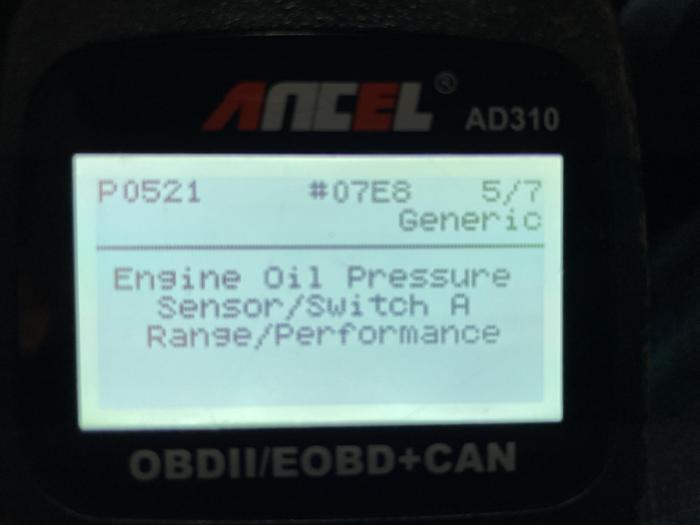 ANCEL® AD310
P0521 #07E8 5/7
Generic
Engine Oil Pressure
Sensor/Switch A
Range/Performance
OBDII/EOBD+CAN